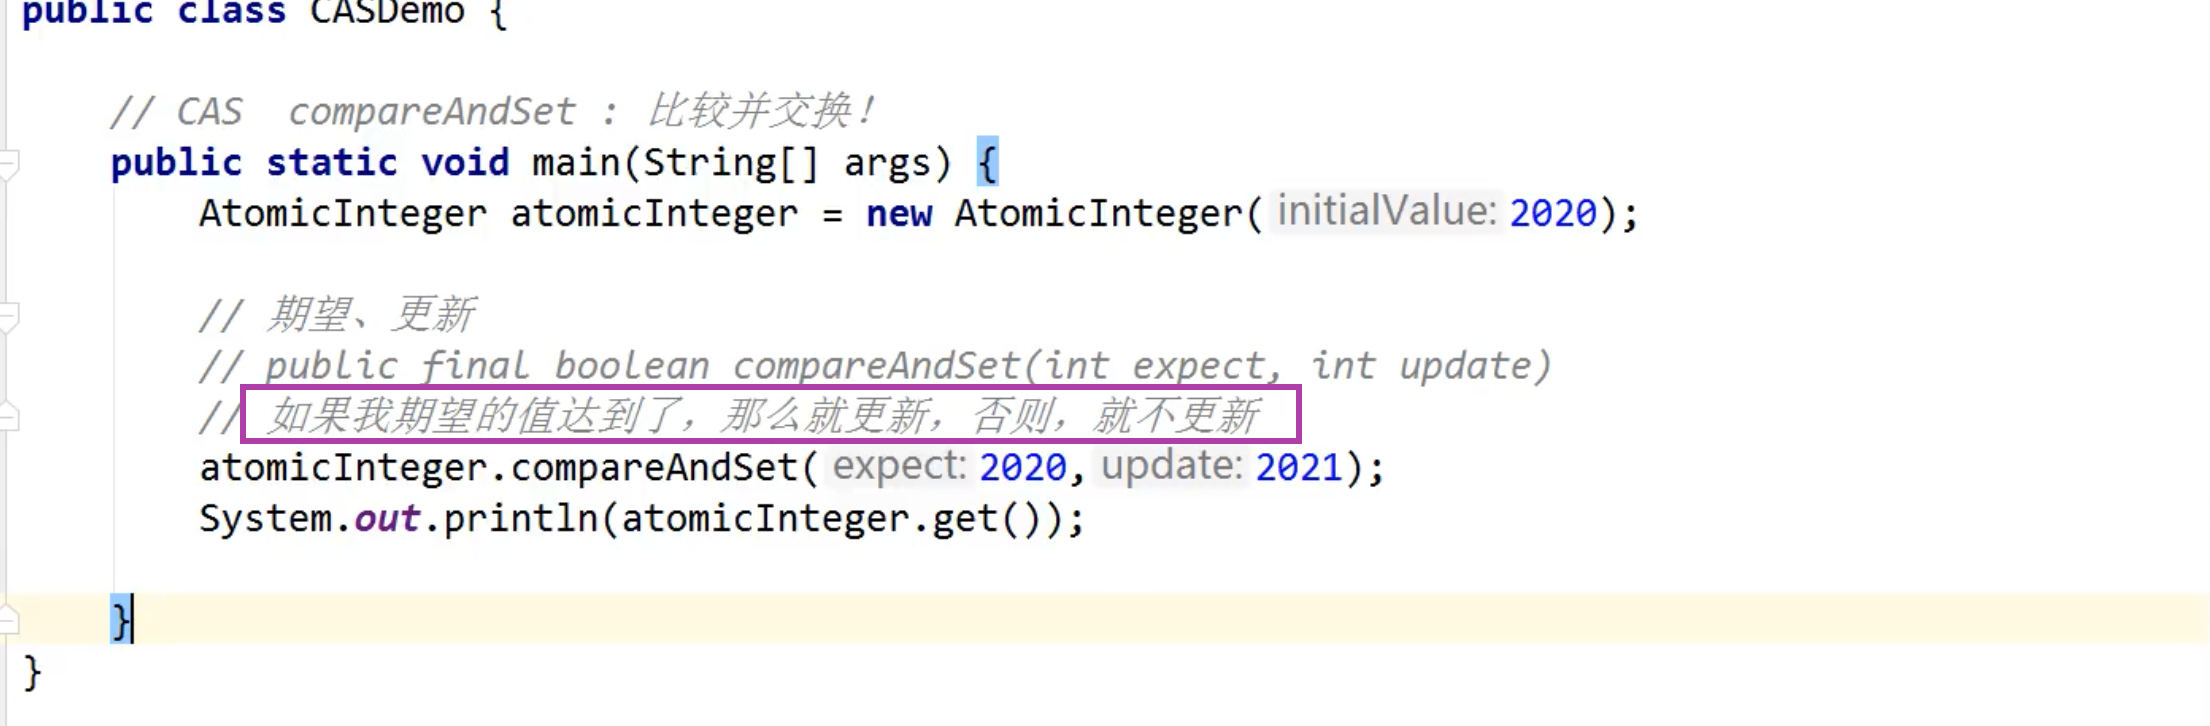 public class CASDemo {
// CAS  compareAndSet : 比较并交换！
public static void main(String[] args) {
AtomicInteger atomicInteger = new AtomicInteger( initialValue: 2020);
// 期望、更新
// public final boolean compareAndSet(int expect, int update)
// 如果我期望的值达到了，那么就更新，否则，就不更新
atomicInteger.compareAndSet( expect: 2020, update: 2021);
System.out.println(atomicInteger.get());
}
}